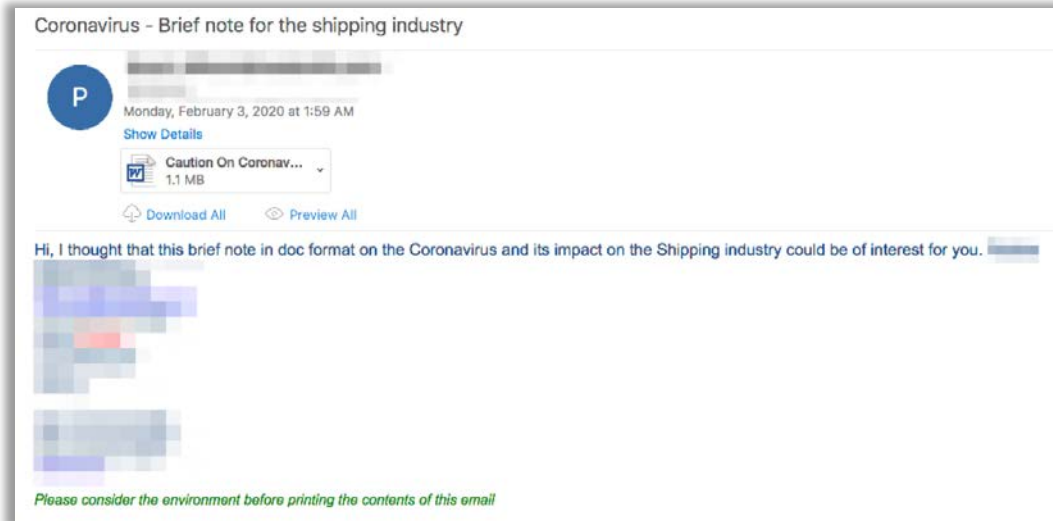 Coronavirus - Brief note for the shipping industry
P
Monday, February 3, 2020 at 1:59 AM
Show Details
W
Caution On Coronav...
1.1 MB
Download All Preview All
Hi, I thought that this brief note in doc format on the Coronavirus and its impact on the Shipping industry could be of interest for you.
Please consider the environment before printing the contents of this email